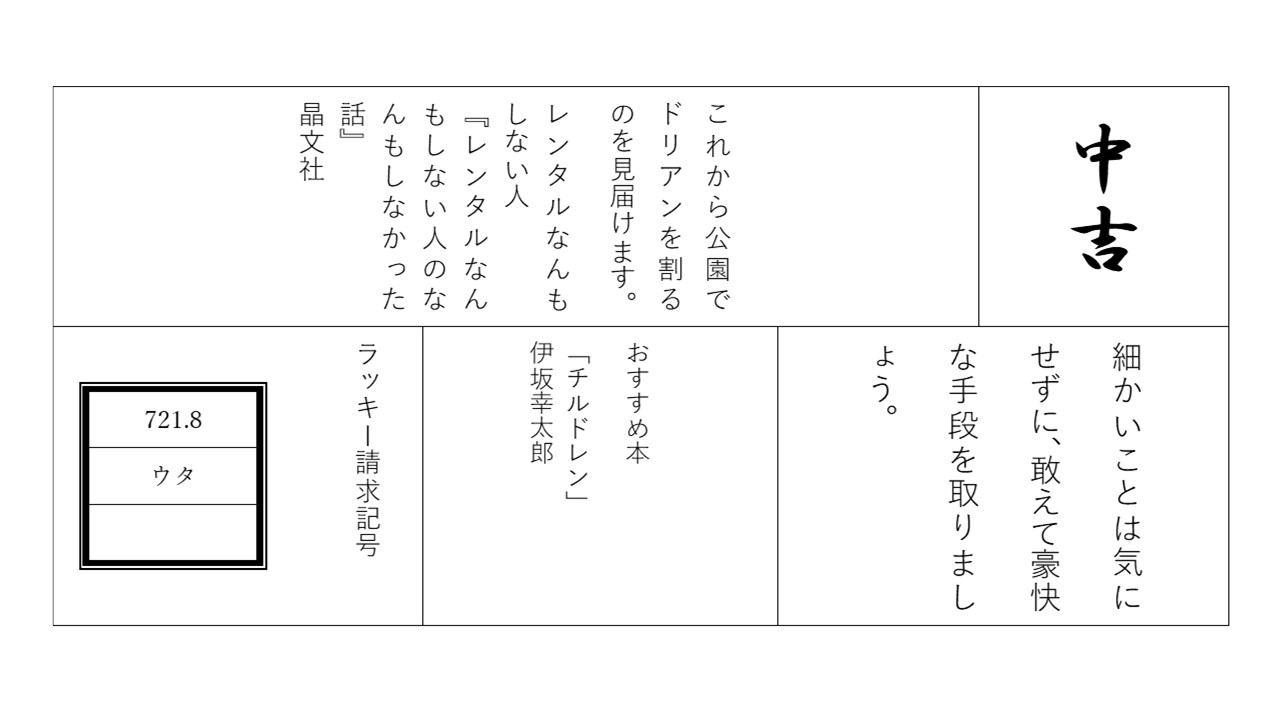 中吉
これから公園で
ドリアンを割る
のを見届けます。
レンタルなんも
しない人
『レンタルなん
もしない人のな
んもしなかった
話』
晶文社
細かいことは気に
せずに、敢えて豪快
な手段を取りまし
ょう。
おすすめ本
「チルドレン」
伊坂幸太郎
ラッキー請求記号
721.8
ウタ